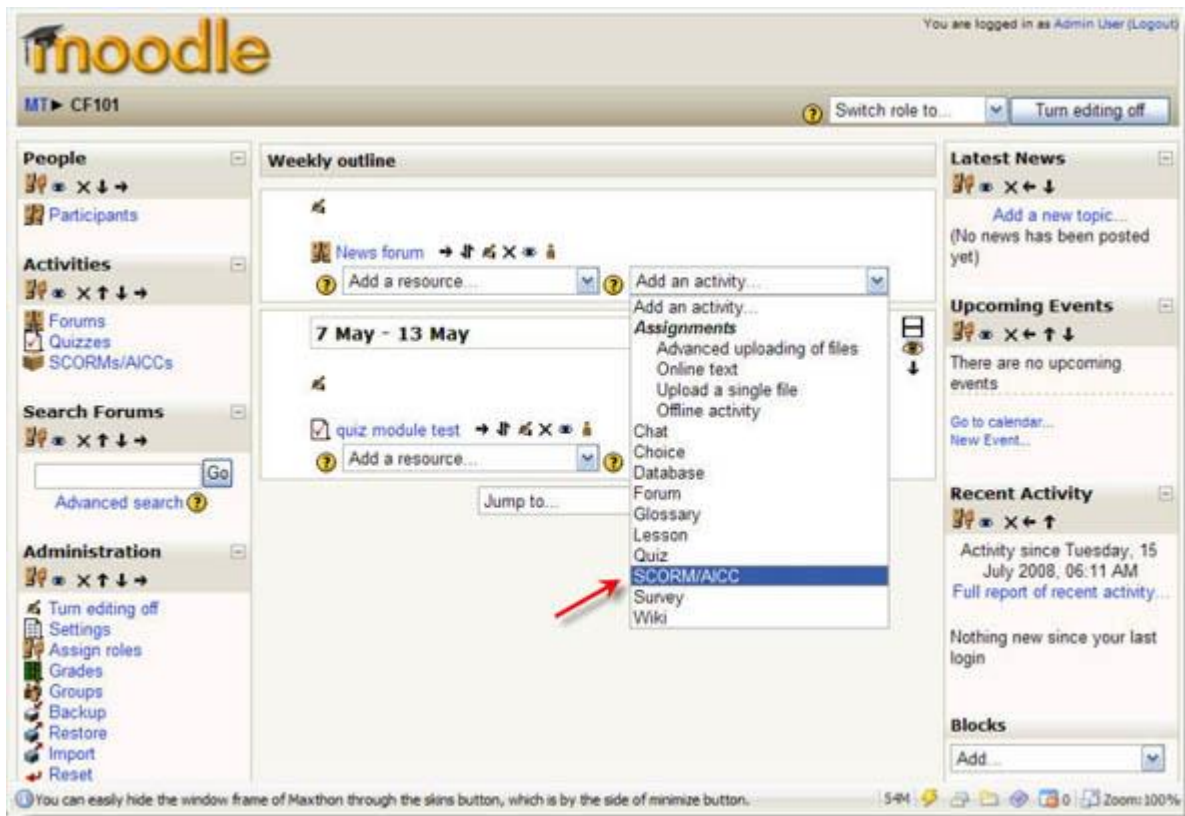 moodle
You are logged in as Admin User (Logout)
MT► CF101
Switch role to...
Turn editing off
People
Participants
Activities
Forums
Quizzes
SCORMs/AICCs
Search Forums
Go
Advanced search
Administration
Turn editing off
Settings
Assign roles
Grades
Groups
Backup
Restore
Import
Reset
Weekly outline
News forum
Add a resource...
Add an activity...
7 May - 13 May
quiz module test
Add a resource...
Jump to...
Add an activity...
Assignments
Advanced uploading of files
Online text
Upload a single file
Offline activity
Chat
Choice
Database
Forum
Glossary
Lesson
Quiz
SCORM/AICC
Survey
Wiki
Latest News
Add a new topic...
(No news has been posted
yet)
Upcoming Events
There are no upcoming
events
Go to calendar...
New Event...
Recent Activity
Activity since Tuesday, 15
July 2008, 06:11 AM
Full report of recent activity...
Nothing new since your last
login
Blocks
Add...
You can easily hide the window frame of Maxthon through the skins button, which is by the side of minimize button.
54M
0
Zoom: 100%